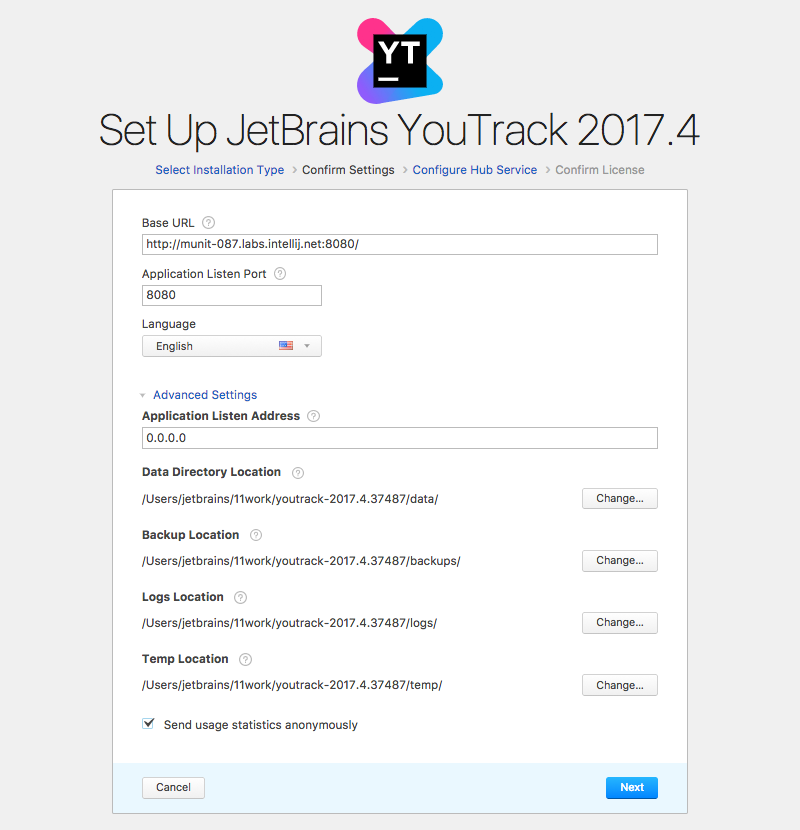 YT
Set Up JetBrains YouTrack 2017.4
Select Installation Type › Confirm Settings › Configure Hub Service › Confirm License
Base URL ?
http://munit-087.labs.intellij.net:8080/
Application Listen Port ?
8080
Language
English
Advanced Settings
Application Listen Address ?
0.0.0.0
Data Directory Location ?
/Users/jetbrains/11work/youtrack-2017.4.37487/data/ Change...
Backup Location ?
/Users/jetbrains/11work/youtrack-2017.4.37487/backups/ Change...
Logs Location ?
/Users/jetbrains/11work/youtrack-2017.4.37487/logs/ Change...
Temp Location ?
/Users/jetbrains/11work/youtrack-2017.4.37487/temp/ Change...
Send usage statistics anonymously
Cancel Next